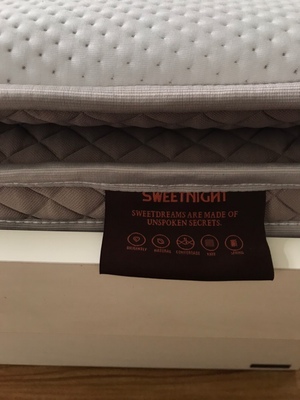 SWEETNIGHT
SWEETDREAMS ARE MADE OF
UNSPOKEN SECRETS.